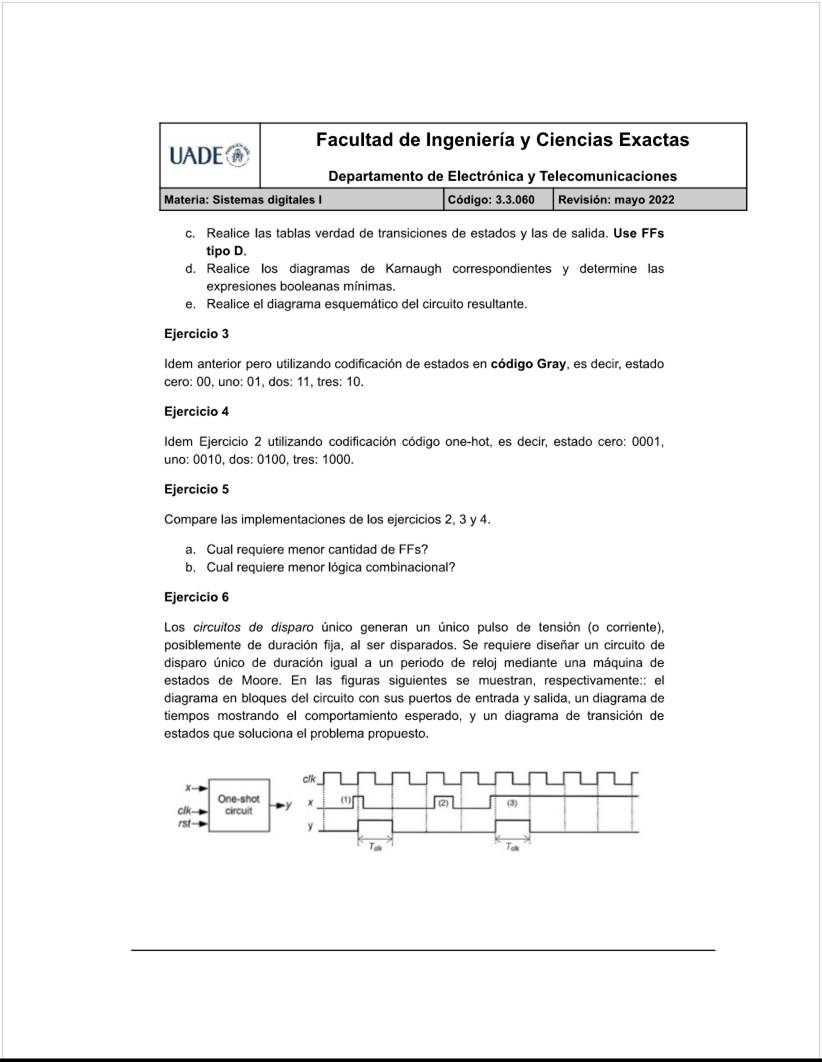 UADE
Facultad de Ingeniería y Ciencias Exactas
Departamento de Electrónica y Telecomunicaciones
Materia: Sistemas digitales I Código: 3.3.060 Revisión: mayo 2022
c. Realice las tablas verdad de transiciones de estados y las de salida. Use FFs
tipo D.
d. Realice los diagramas de Karnaugh correspondientes y determine las
expresiones booleanas mínimas.
e. Realice el diagrama esquemático del circuito resultante.
Ejercicio 3
Idem anterior pero utilizando codificación de estados en código Gray, es decir, estado
cero: 00, uno: 01, dos: 11, tres: 10.
Ejercicio 4
Idem Ejercicio 2 utilizando codificación código one-hot, es decir, estado cero: 0001,
uno: 0010, dos: 0100, tres: 1000.
Ejercicio 5
Compare las implementaciones de los ejercicios 2, 3 y 4.
a. Cual requiere menor cantidad de FFs?
b. Cual requiere menor lógica combinacional?
Ejercicio 6
Los circuitos de disparo único generan un único pulso de tensión (o corriente),
posiblemente de duración fija, al ser disparados. Se requiere diseñar un circuito de
disparo único de duración igual a un periodo de reloj mediante una máquina de
estados de Moore. En las figuras siguientes se muestran, respectivamente:: el
diagrama en bloques del circuito con sus puertos de entrada y salida, un diagrama de
tiempos mostrando el comportamiento esperado, y un diagrama de transición de
estados que soluciona el problema propuesto.
x
clk
rst
One-shot
circuit
y
clk
x (1) (2) (3)
y
Tclk Tclk